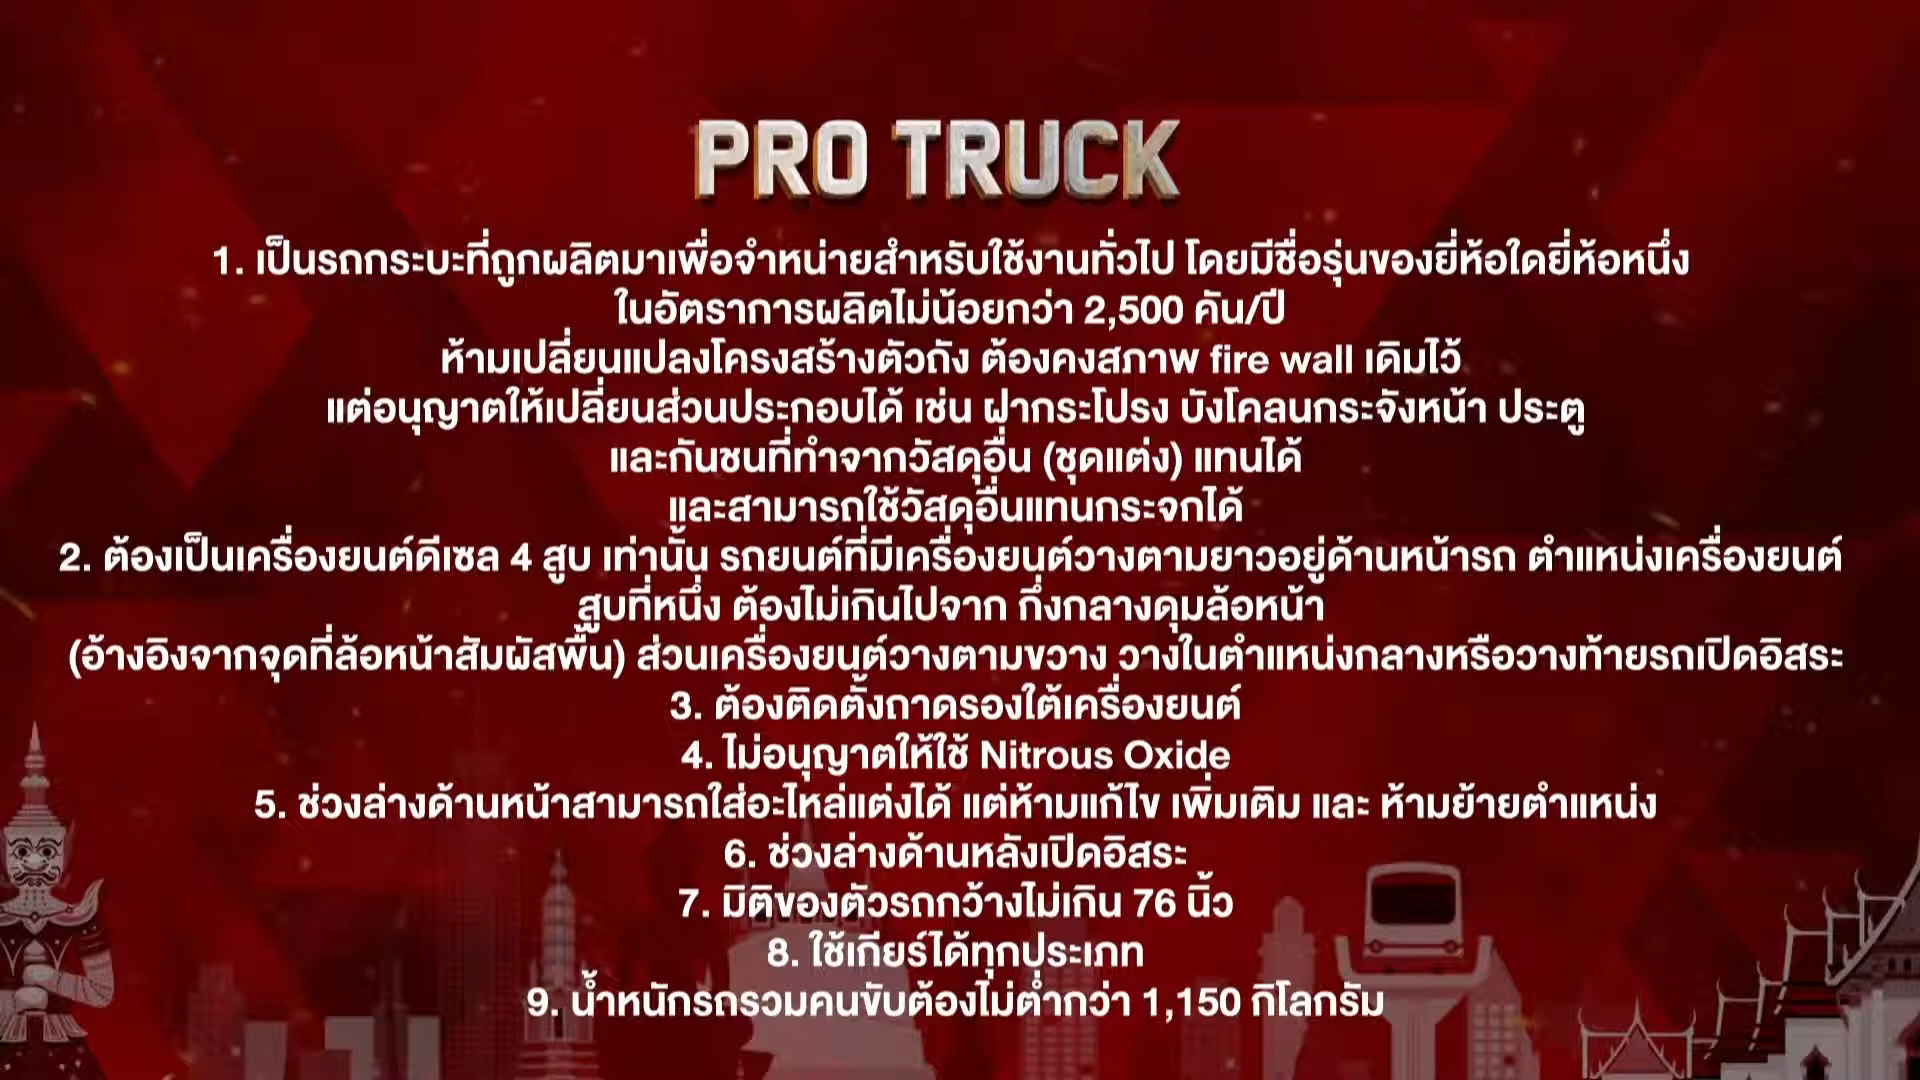 PRO TRUCK
1. เป็นรถกระบะที่ถูกผลิตมาเพื่อจำหน่ายสำหรับใช้งานทั่วไป โดยมีชื่อรุ่นของยี่ห้อใดยี่ห้อหนึ่ง
ในอัตราการผลิตไม่น้อยกว่า 2,500 คัน/ปี
ห้ามเปลี่ยนแปลงโครงสร้างตัวถัง ต้องคงสภาพ fire wall เดิมไว้
แต่อนุญาตให้เปลี่ยนส่วนประกอบได้ เช่น ฝากระโปรง บังโคลนกระจังหน้า ประตู
และกันชนที่ทำจากวัสดุอื่น (ชุดแต่ง) แทนได้
และสามารถใช้วัสดุอื่นแทนกระจกได้
2. ต้องเป็นเครื่องยนต์ดีเซล 4 สูบ เท่านั้น รถยนต์ที่มีเครื่องยนต์วางตามยาวอยู่ด้านหน้ารถ ตำแหน่งเครื่องยนต์
สูบที่หนึ่ง ต้องไม่เกินไปจาก กึ่งกลางดุมล้อหน้า
(อ้างอิงจากจุดที่ล้อหน้าสัมผัสพื้น) ส่วนเครื่องยนต์วางตามขวาง วางในตำแหน่งกลางหรือวางท้ายรถเปิดอิสระ
3. ต้องติดตั้งถาดรองใต้เครื่องยนต์
4. ไม่อนุญาตให้ใช้ Nitrous Oxide
5. ช่วงล่างด้านหน้าสามารถใส่อะไหล่แต่งได้ แต่ห้ามแก้ไข เพิ่มเติม และ ห้ามย้ายตำแหน่ง
6. ช่วงล่างด้านหลังเปิดอิสระ
7. มิติของตัวรถกว้างไม่เกิน 76 นิ้ว
8. ใช้เกียร์ได้ทุกประเภท
9. น้ำหนักรถรวมคนขับต้องไม่ต่ำกว่า 1,150 กิโลกรัม